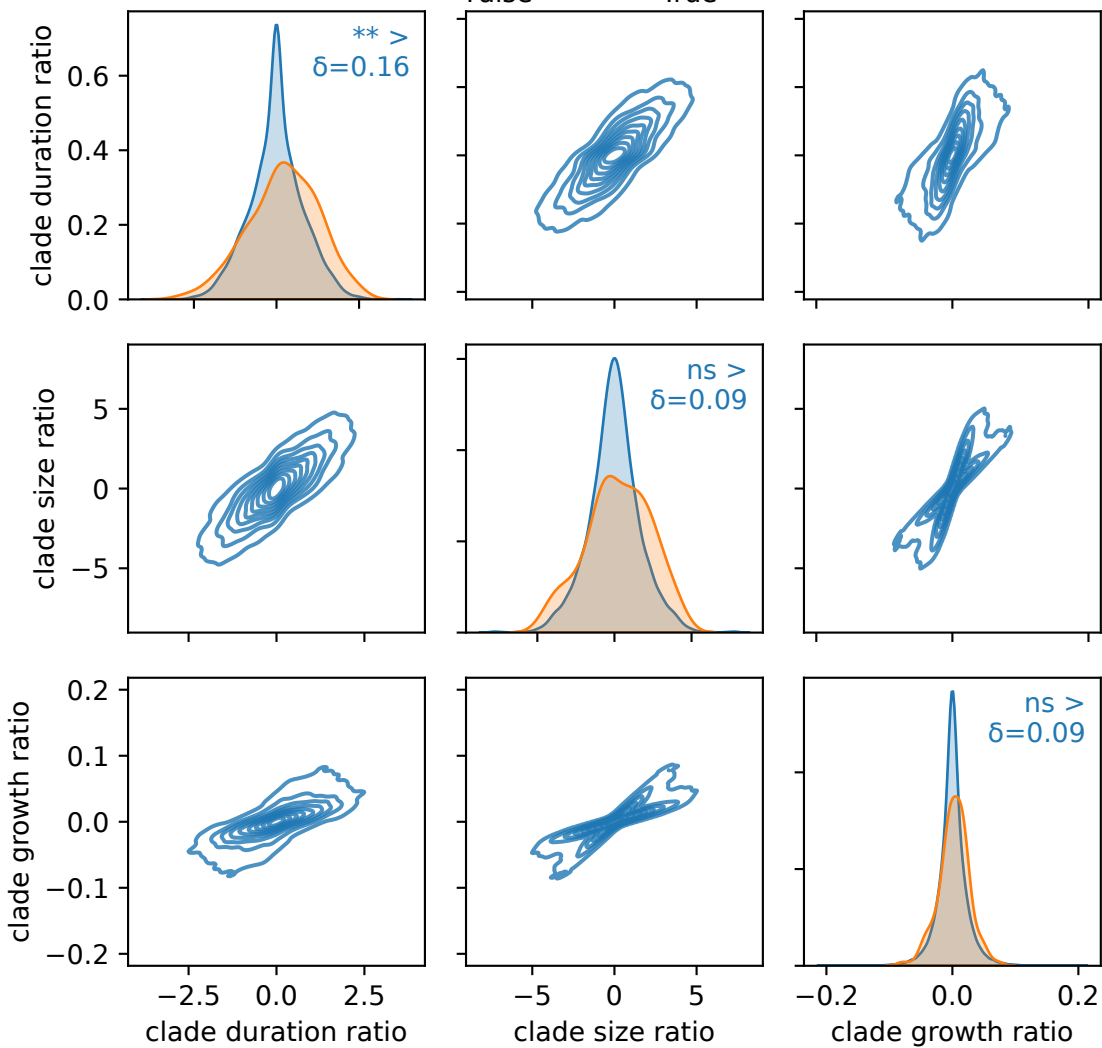 clade duration ratio
0.6
0.4
0.2
0.0
** >
δ=0.16
clade size ratio
5
0
−5
ns >
δ=0.09
clade growth ratio
0.2
0.1
0.0
−0.1
−0.2
ns >
δ=0.09
−2.5 0.0 2.5
−5 0 5
−0.2 0.0 0.2
clade duration ratio
clade size ratio
clade growth ratio